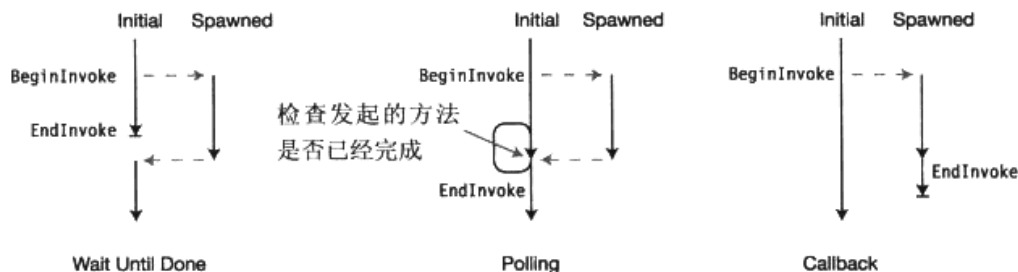 Initial Spawned
BeginInvoke
EndInvoke
Wait Until Done
Initial Spawned
BeginInvoke
检查发起的方法
是否已经完成
EndInvoke
Polling
Initial Spawned
BeginInvoke
EndInvoke
Callback